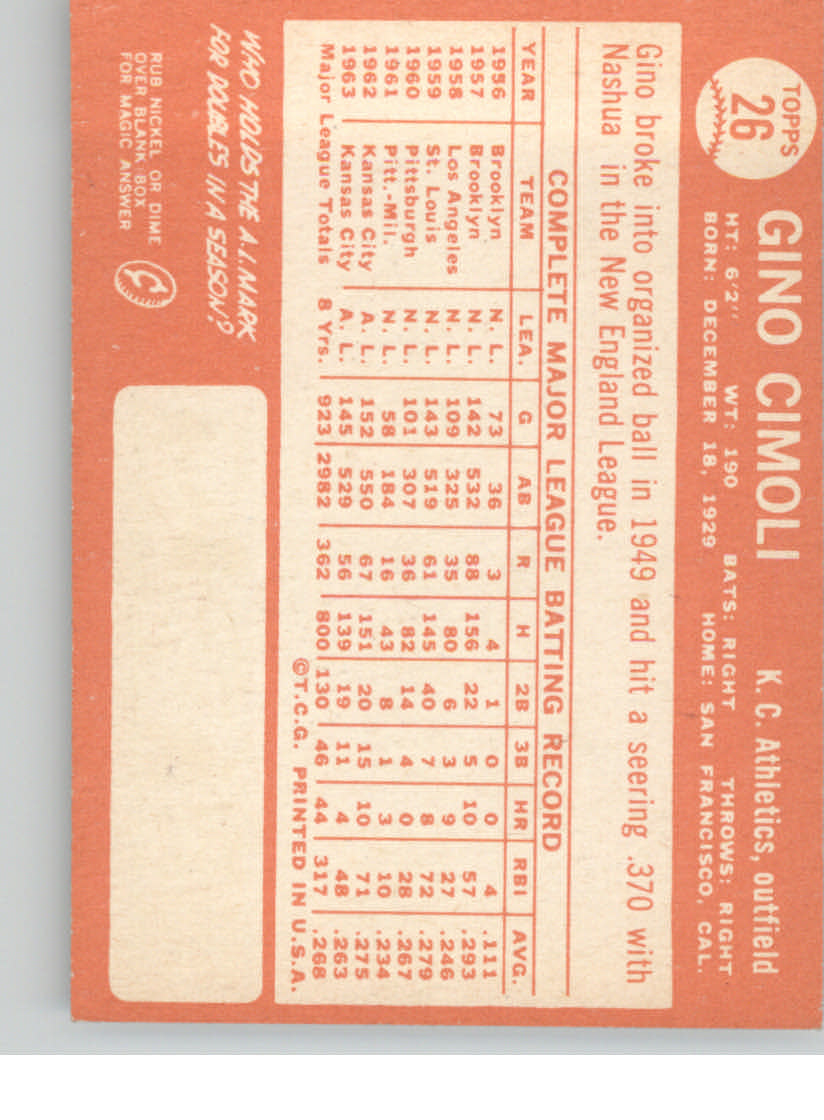 TOPPS
26
GINO CIMOLI K. C. Athletics, outfield
HT: 6'2" WT: 190 BATS: RIGHT THROWS: RIGHT
BORN: DECEMBER 18, 1929 HOME: SAN FRANCISCO, CAL.
Gino broke into organized ball in 1949 and hit a seering .370 with
Nashua in the New England League.
COMPLETE MAJOR LEAGUE BATTING RECORD
YEAR TEAM LEA. G AB R H 2B 3B HR RBI AVG.
1956 Brooklyn N. L. 73 36 3 4 1 0 0 4 .111
1957 Brooklyn N. L. 142 532 88 156 22 5 10 57 .293
1958 Los Angeles N. L. 109 325 35 80 6 3 9 27 .246
1959 St. Louis N. L. 143 519 61 145 40 7 8 72 .279
1960 Pittsburgh N. L. 101 307 36 82 14 4 0 28 .267
1961 Pitt.-Mil. N. L. 58 184 16 43 8 1 3 10 .234
1962 Kansas City A. L. 152 550 67 151 20 15 10 71 .275
1963 Kansas City A. L. 145 529 56 139 19 11 4 48 .263
Major League Totals 8 Yrs. 923 2982 362 800 130 46 44 317 .268
©T.C.G. PRINTED IN U.S.A.
WHO HOLDS THE A.L. MARK
FOR DOUBLES IN A SEASON?
RUB NICKEL OR DIME
OVER BLANK BOX
FOR MAGIC ANSWER